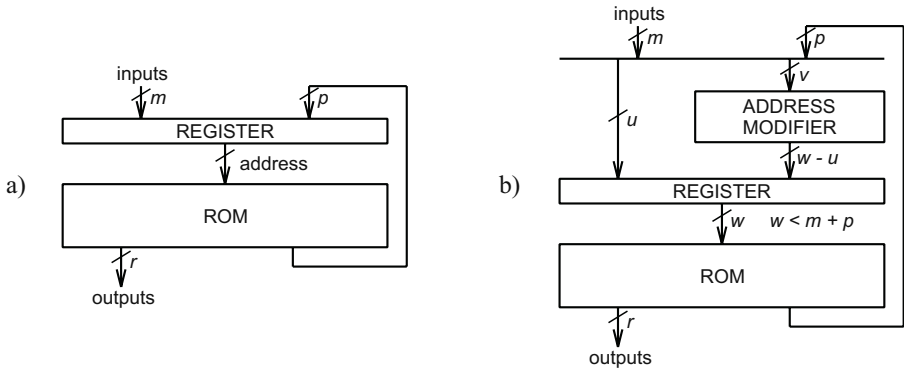 a)
inputs
m
p
REGISTER
address
ROM
r
outputs
b)
inputs
m
p
v
u
ADDRESS
MODIFIER
w - u
REGISTER
w
w < m + p
ROM
r
outputs